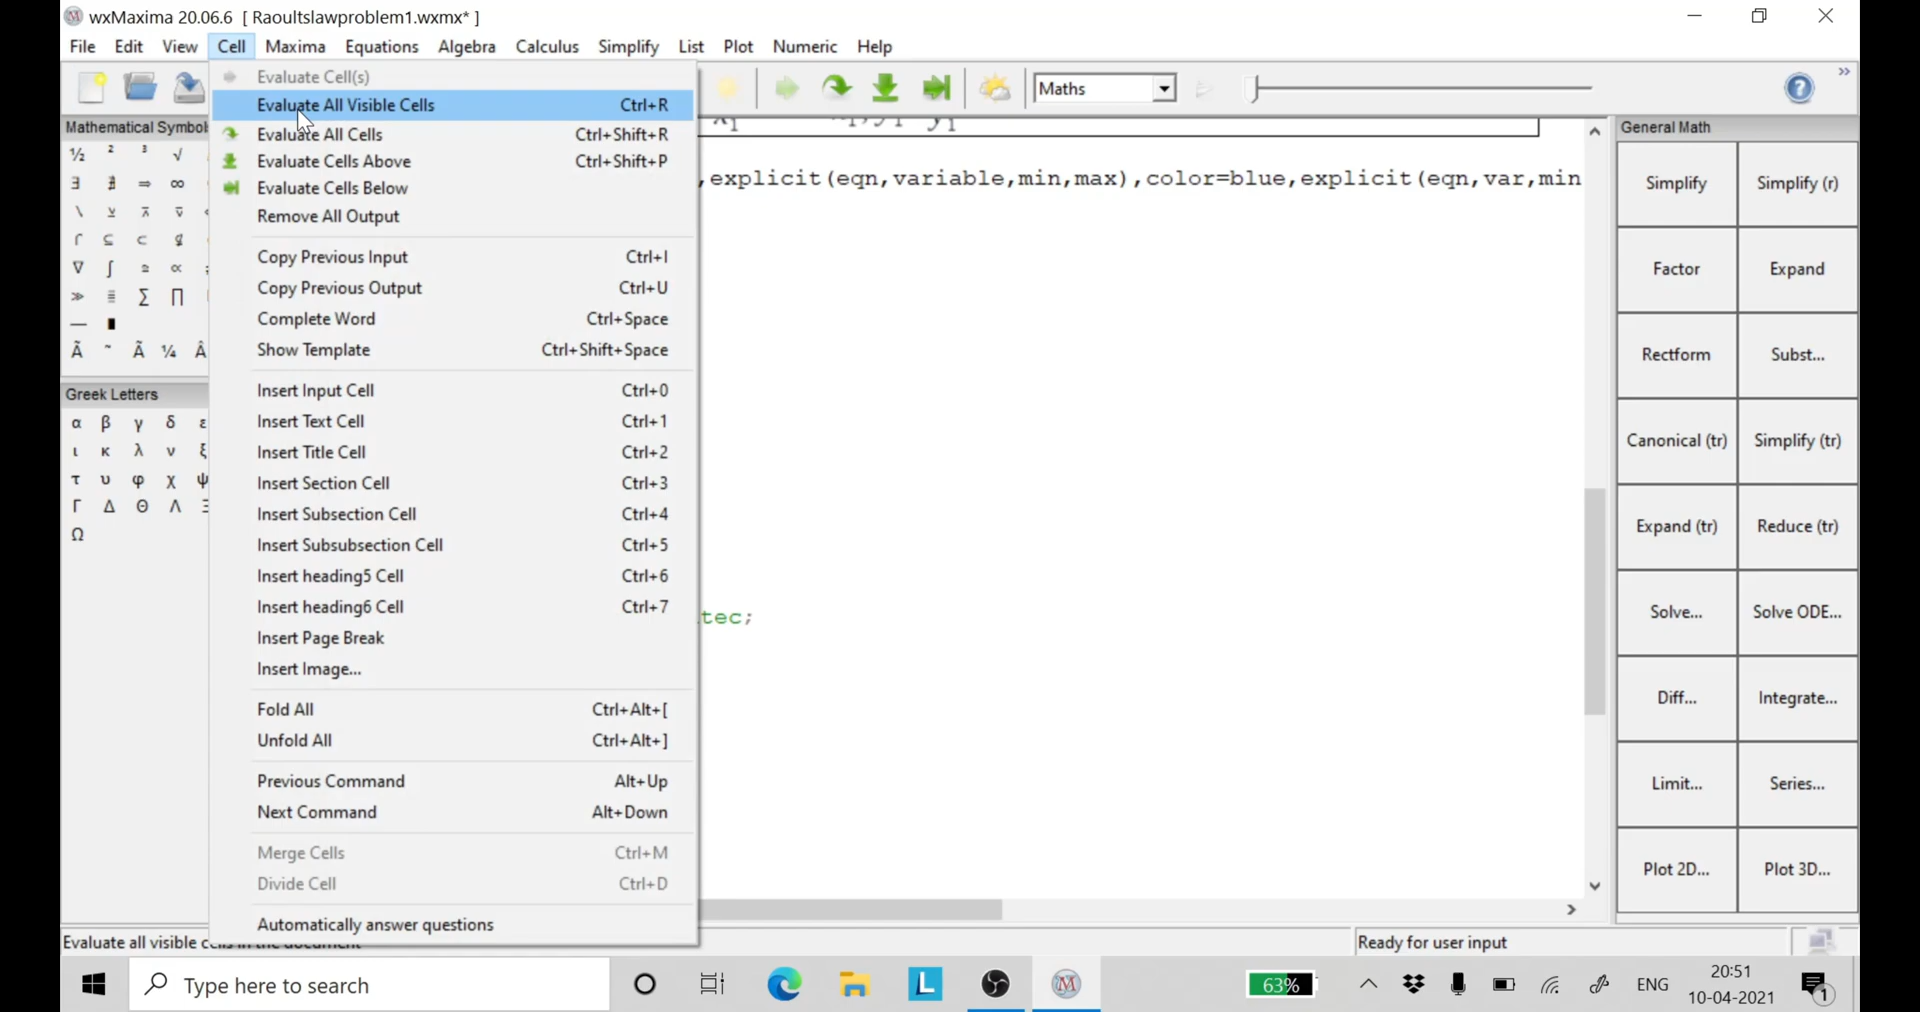 wxMaxima 20.06.6 [ Raoultslawproblem1.wxmx* ]
File Edit View Cell Maxima Equations Algebra Calculus Simplify List Plot Numeric Help
Maths
Evaluate Cell(s)
Evaluate All Visible Cells Ctrl+R
Evaluate All Cells Ctrl+Shift+R
Evaluate Cells Above Ctrl+Shift+P
Evaluate Cells Below
Remove All Output
Copy Previous Input Ctrl+I
Copy Previous Output Ctrl+U
Complete Word Ctrl+Space
Show Template Ctrl+Shift+Space
Insert Input Cell Ctrl+0
Insert Text Cell Ctrl+1
Insert Title Cell Ctrl+2
Insert Section Cell Ctrl+3
Insert Subsection Cell Ctrl+4
Insert Subsubsection Cell Ctrl+5
Insert heading5 Cell Ctrl+6
Insert heading6 Cell Ctrl+7
Insert Page Break
Insert Image...
Fold All Ctrl+Alt+[
Unfold All Ctrl+Alt+]
Previous Command Alt+Up
Next Command Alt+Down
Merge Cells Ctrl+M
Divide Cell Ctrl+D
Automatically answer questions
Mathematical Symbol
½ ² ³ √
∃ ∄ ⇒ ∞
∇ ∫ ≅ ∝
≫ ≣ ∑ ∏
Ã ~ Ã ¼ Â
Greek Letters
α β γ δ ε
ι κ λ ν ξ
τ υ φ χ ψ
Γ Δ Θ Λ Ξ
Ω
,explicit(eqn,variable,min,max),color=blue,explicit(eqn,var,min
tec;
General Math
Simplify Simplify (r)
Factor Expand
Rectform Subst...
Canonical (tr) Simplify (tr)
Expand (tr) Reduce (tr)
Solve... Solve ODE...
Diff... Integrate...
Limit... Series...
Plot 2D... Plot 3D...
Evaluate all visible cells in the document
Ready for user input
Type here to search
63%
ENG
20:51
10-04-2021
1